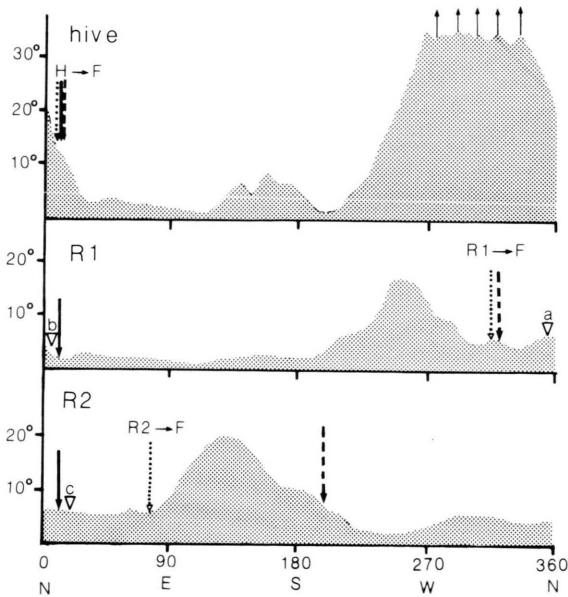 hive
30°
H → F
20°
10°
R1
R1 → F
20°
b
a
10°
R2
R2 → F
20°
c
10°
0 90 180 270 360
N E S W N